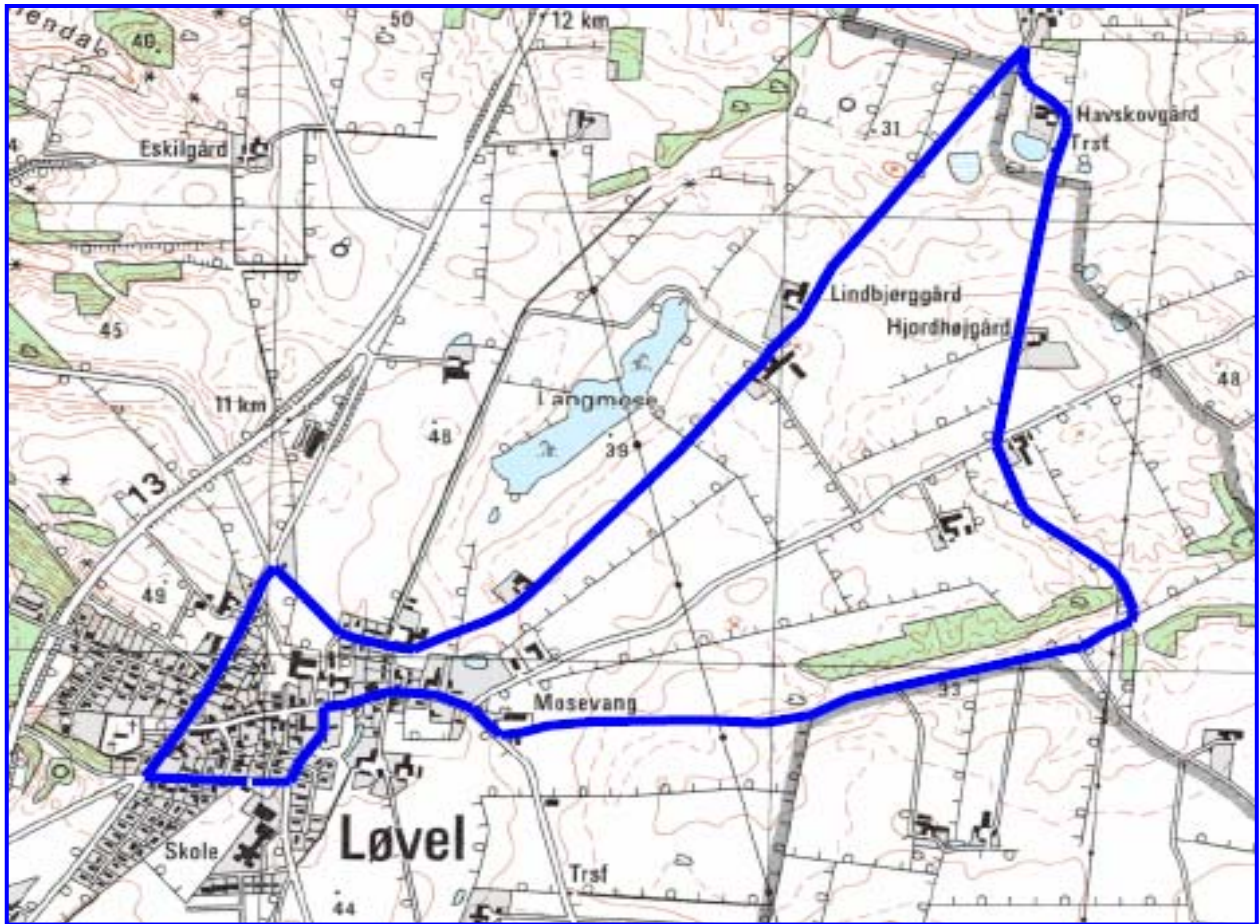 40
50
12 km
Eskilgård
31
Havskovgård
Trsf
45
Lindbjerggård
Hjordhøjgård
11 km
Langmose
48
39
48
13
49
Mosevang
33
Løvel
Skole
Trsf
44